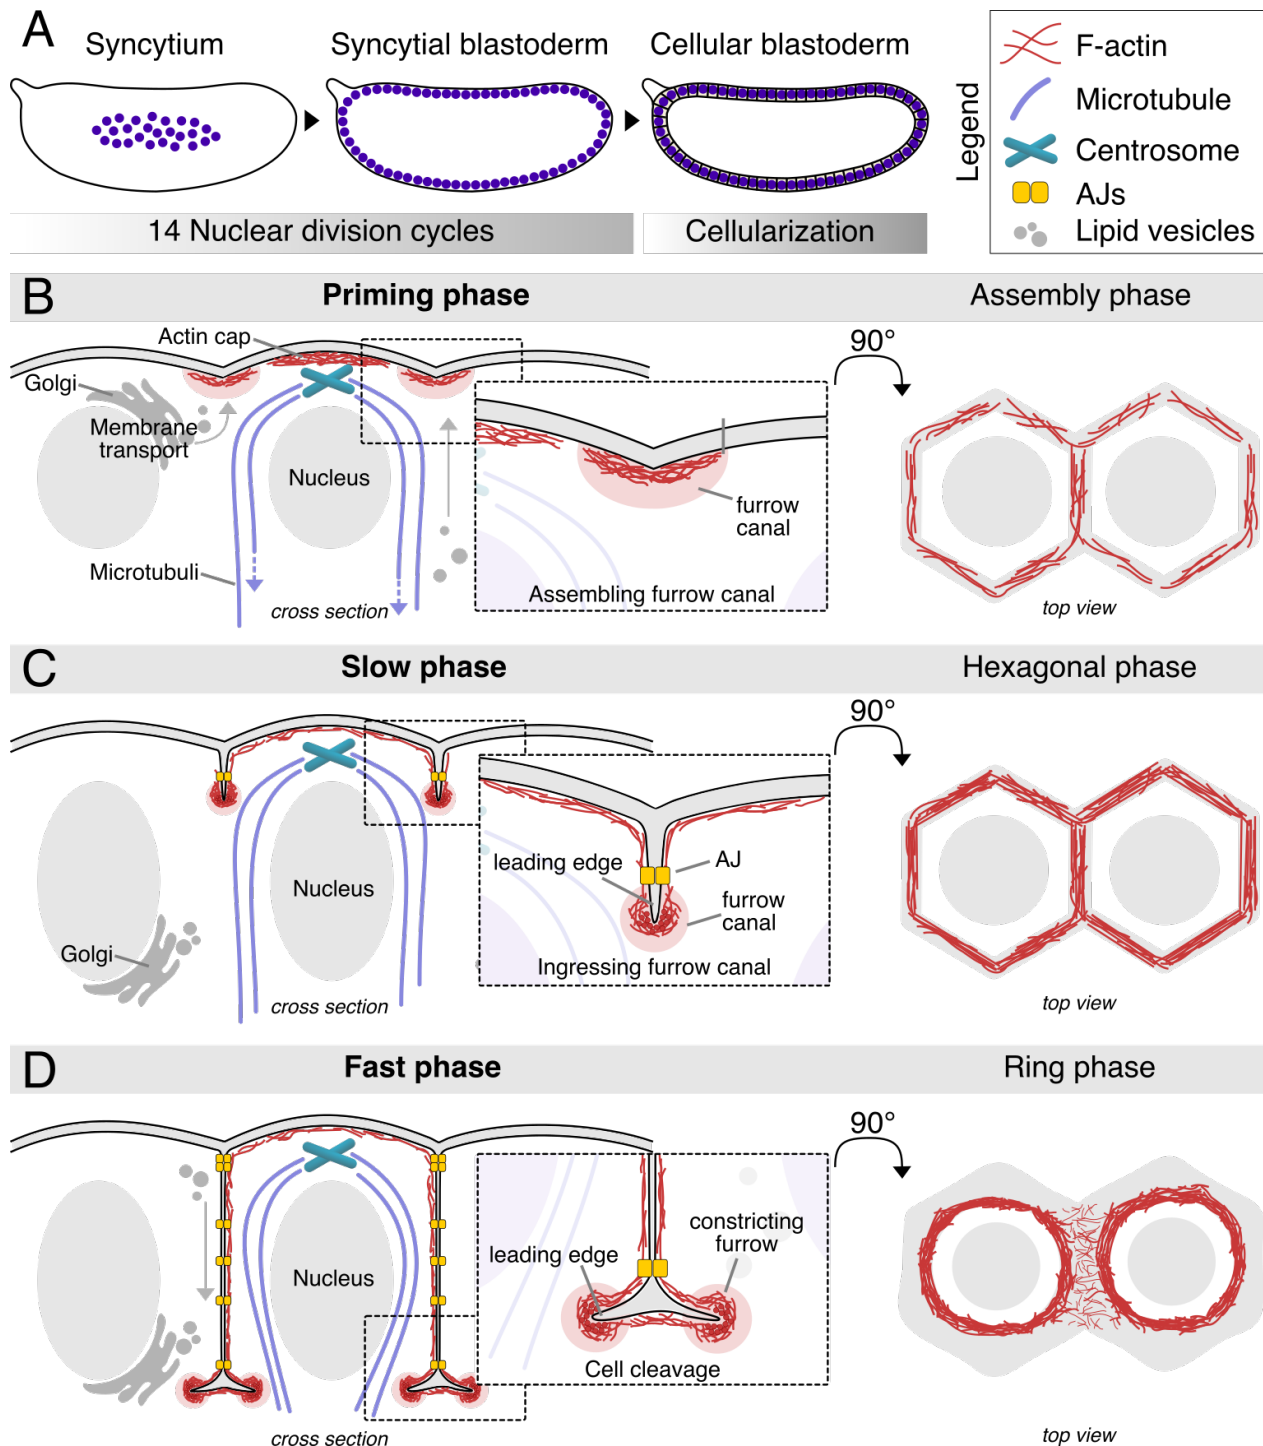 A
Syncytium
Syncytial blastoderm
Cellular blastoderm
14 Nuclear division cycles
Cellularization
Legend
F-actin
Microtubule
Centrosome
AJs
Lipid vesicles
B
Priming phase
Assembly phase
Actin cap
Golgi
Membrane
transport
Nucleus
Microtubuli
cross section
furrow
canal
Assembling furrow canal
90°
top view
C
Slow phase
Hexagonal phase
Nucleus
Golgi
cross section
leading edge
AJ
furrow
canal
Ingressing furrow canal
90°
top view
D
Fast phase
Ring phase
Nucleus
cross section
leading edge
constricting
furrow
Cell cleavage
90°
top view